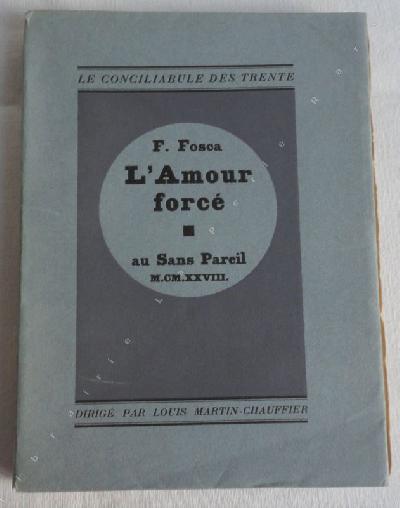 LE CONCILIABULE DES TRENTE
F. Fosca
L'Amour
forcé
au Sans Pareil
M.CM.XXVIII.
DIRIGÉ PAR LOUIS MARTIN-CHAUFFIER